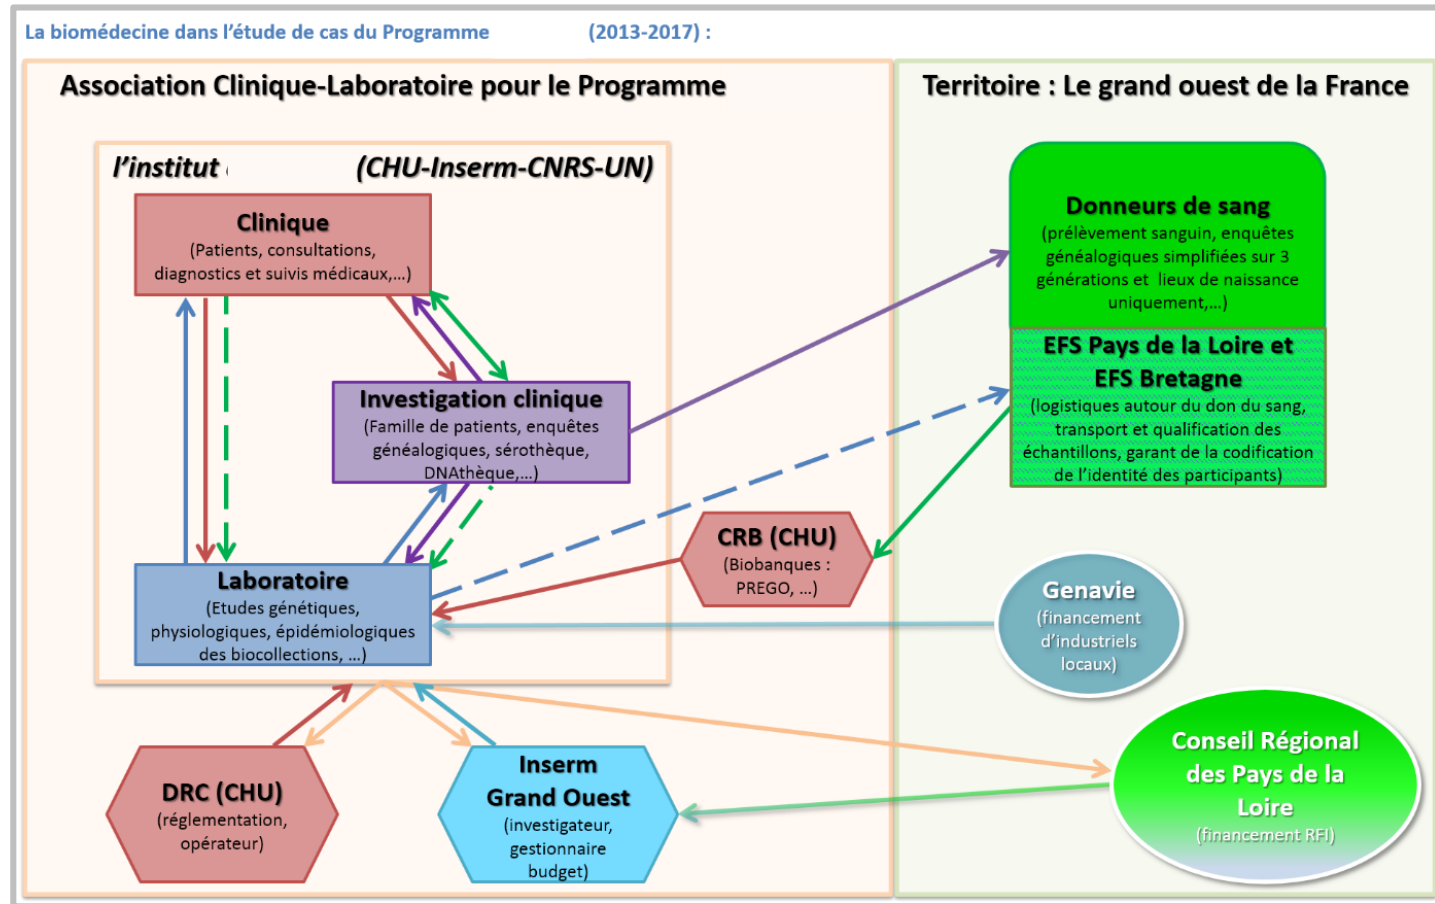 La biomédecine dans l'étude de cas du Programme (2013-2017) :
Association Clinique-Laboratoire pour le Programme
Territoire : Le grand ouest de la France
l'institut (CHU-Inserm-CNRS-UN)
Clinique
(Patients, consultations,
diagnostics et suivis médicaux,...)
Donneurs de sang
(prélèvement sanguin, enquêtes
généalogiques simplifiées sur 3
générations et lieux de naissance
uniquement,...)
EFS Pays de la Loire et
EFS Bretagne
(logistiques autour du don du sang,
transport et qualification des
échantillons, garant de la codification
de l'identité des participants)
Investigation clinique
(Famille de patients, enquêtes
généalogiques, sérothèque,
DNAthèque,...)
CRB (CHU)
(Biobanques :
PREGO, ...)
Laboratoire
(Etudes génétiques,
physiologiques, épidémiologiques
des biocollections, ...)
Genavie
(financement
d'industriels
locaux)
DRC (CHU)
(réglementation,
opérateur)
Inserm
Grand Ouest
(investigateur,
gestionnaire
budget)
Conseil Régional
des Pays de la
Loire
(financement RFI)